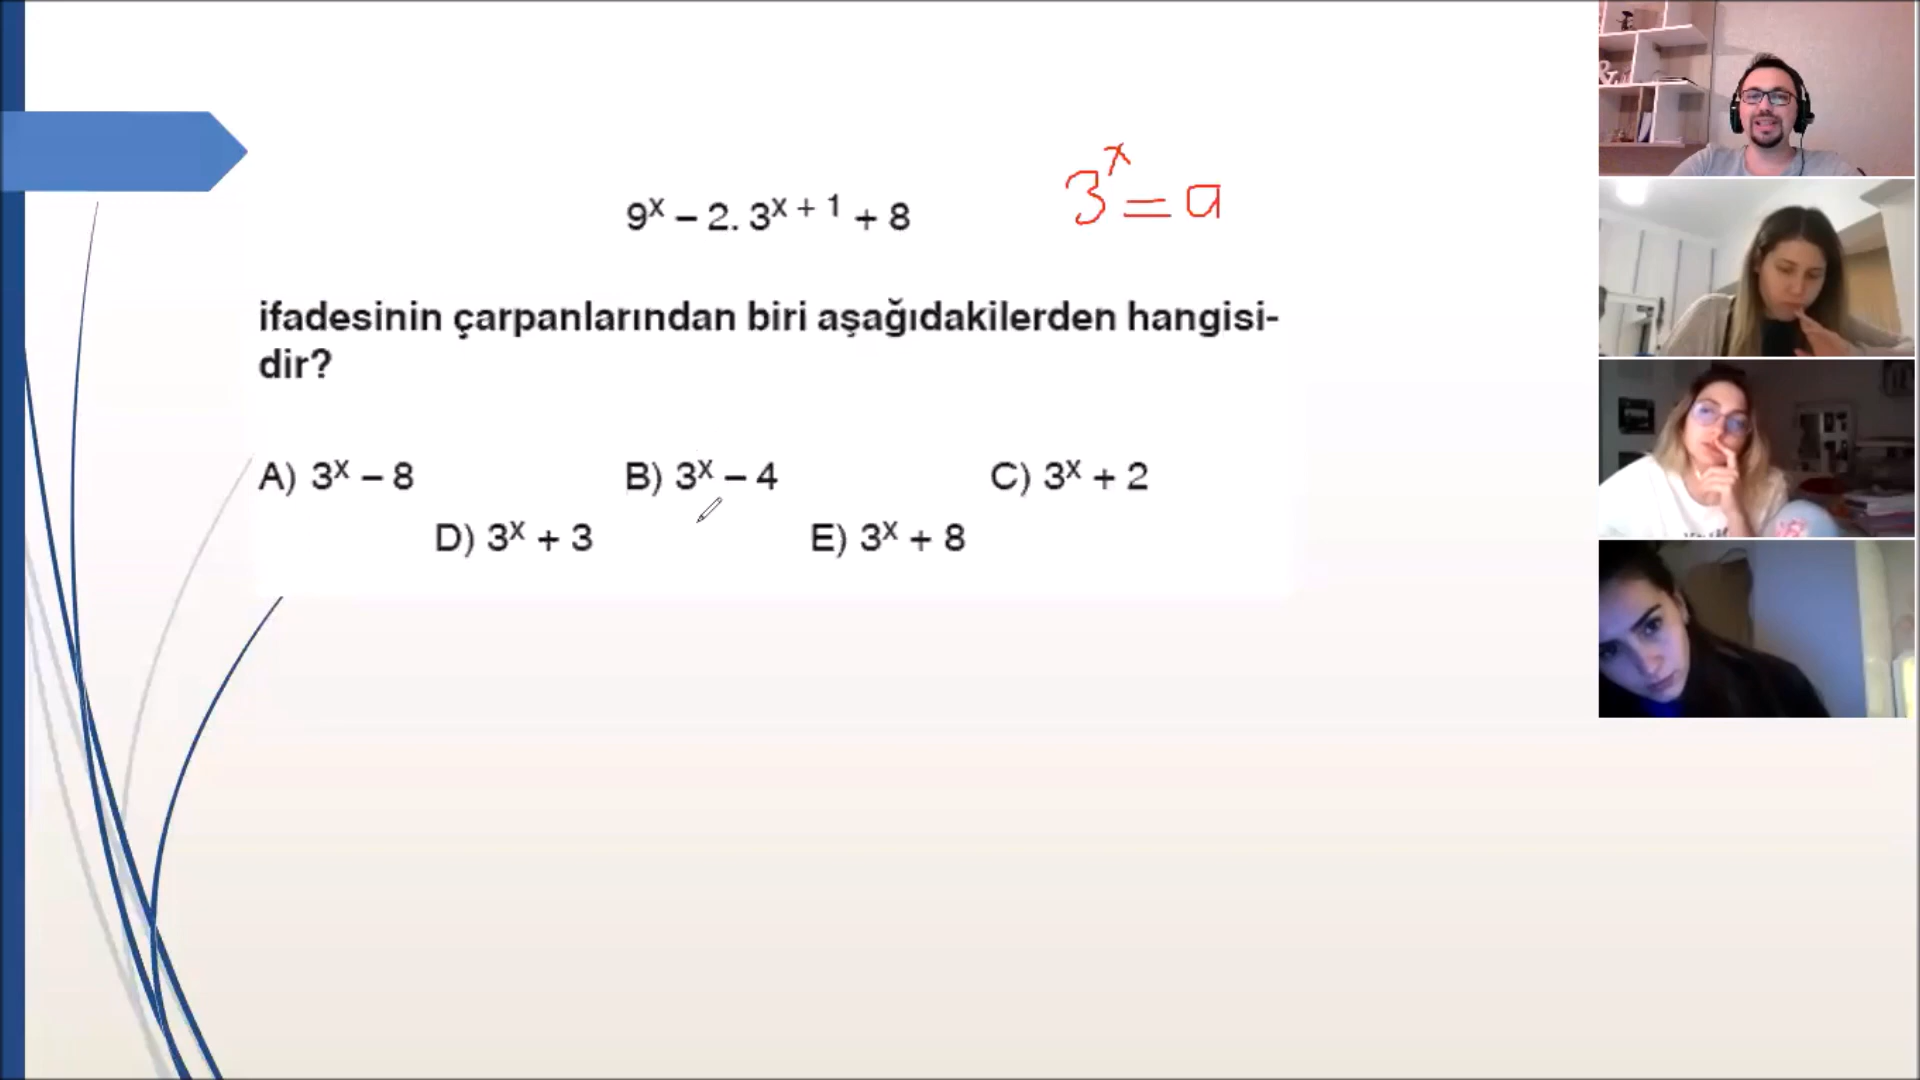 9ˣ – 2. 3ˣ ⁺ ¹ + 8
3ˣ = a
ifadesinin çarpanlarından biri aşağıdakilerden hangisi-
dir?
A) 3ˣ – 8 B) 3ˣ – 4 C) 3ˣ + 2
D) 3ˣ + 3 E) 3ˣ + 8